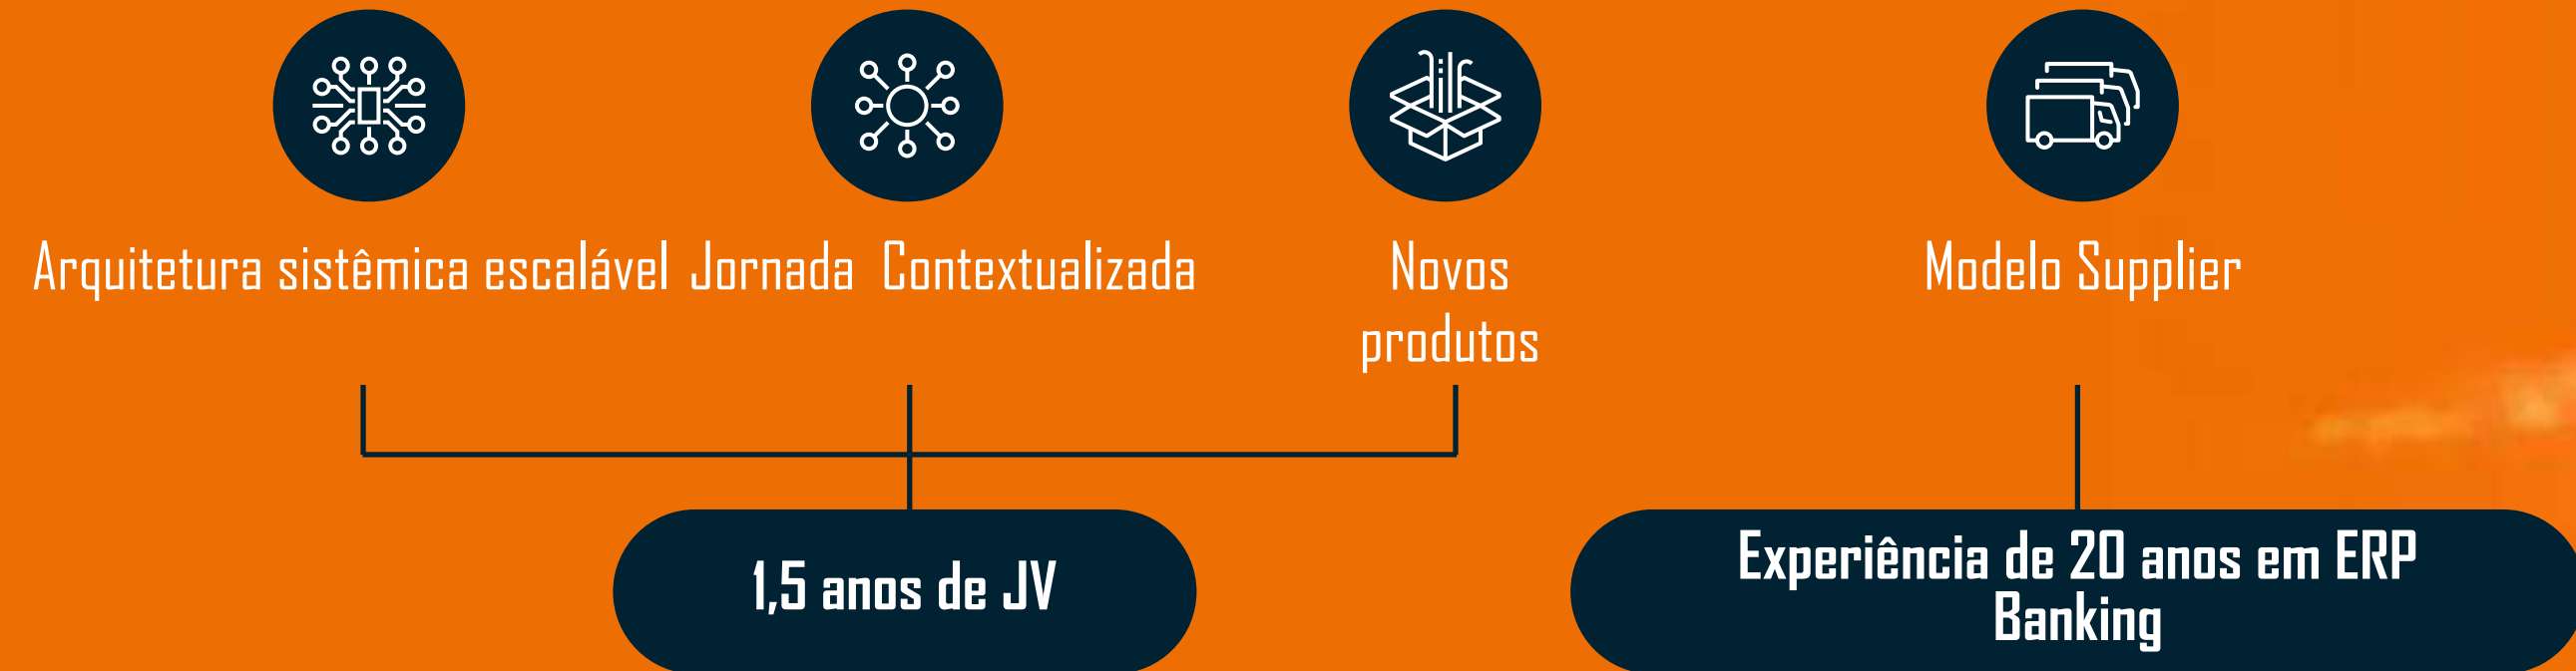 Arquitetura sistêmica escalável
Jornada Contextualizada
Novos
produtos
Modelo Supplier
1,5 anos de JV
Experiência de 20 anos em ERP
Banking